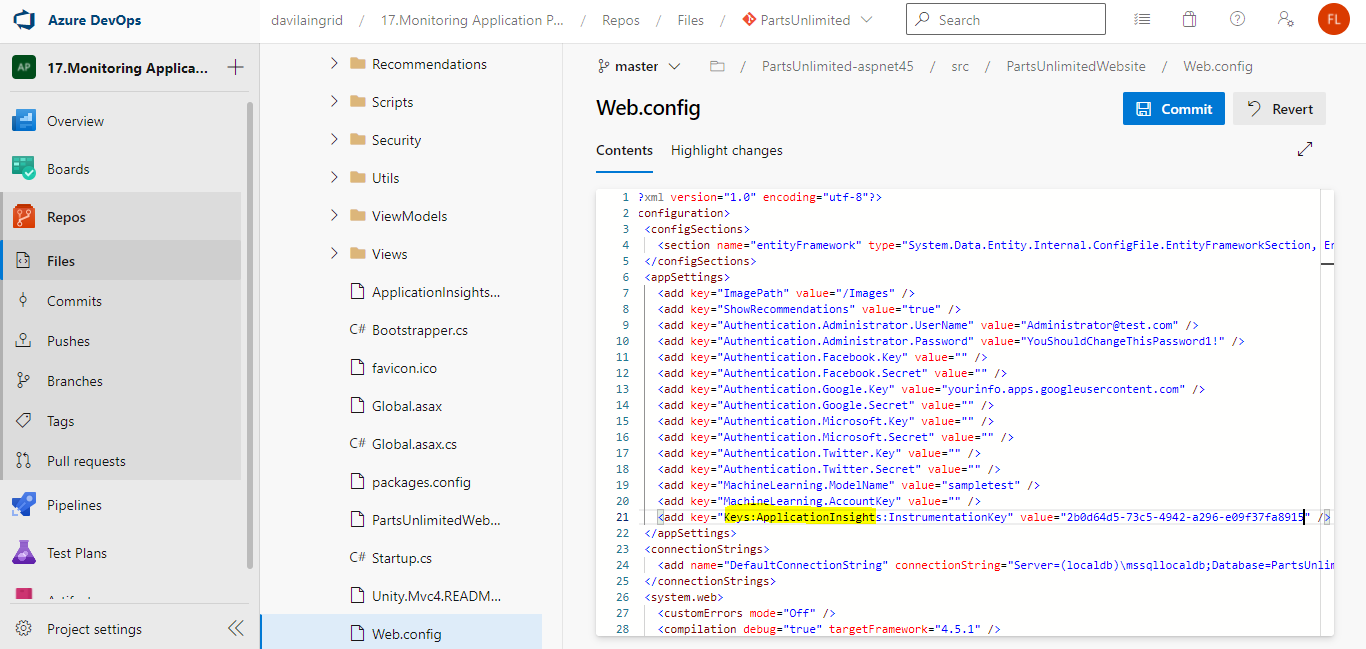 Azure DevOps
davilaingrid / 17.Monitoring Application P... / Repos / Files / PartsUnlimited
Search
FL
AP
17.Monitoring Applica...
Overview
Boards
Repos
Files
Commits
Pushes
Branches
Tags
Pull requests
Pipelines
Test Plans
Project settings
Recommendations
Scripts
Security
Utils
ViewModels
Views
ApplicationInsights...
C# Bootstrapper.cs
favicon.ico
Global.asax
C# Global.asax.cs
packages.config
PartsUnlimitedWeb...
C# Startup.cs
Unity.Mvc4.READM...
Web.config
master / PartsUnlimited-aspnet45 / src / PartsUnlimitedWebsite / Web.config
Web.config
Commit
Revert
Contents
Highlight changes
1 ?xml version="1.0" encoding="utf-8"?>
2 configuration>
3 <configSections>
4 <section name="entityFramework" type="System.Data.Entity.Internal.ConfigFile.EntityFrameworkSection, En
5 </configSections>
6 <appSettings>
7 <add key="ImagePath" value="/Images" />
8 <add key="ShowRecommendations" value="true" />
9 <add key="Authentication.Administrator.UserName" value="Administrator@test.com" />
10 <add key="Authentication.Administrator.Password" value="YouShouldChangeThisPassword1!" />
11 <add key="Authentication.Facebook.Key" value="" />
12 <add key="Authentication.Facebook.Secret" value="" />
13 <add key="Authentication.Google.Key" value="yourinfo.apps.googleusercontent.com" />
14 <add key="Authentication.Google.Secret" value="" />
15 <add key="Authentication.Microsoft.Key" value="" />
16 <add key="Authentication.Microsoft.Secret" value="" />
17 <add key="Authentication.Twitter.Key" value="" />
18 <add key="Authentication.Twitter.Secret" value="" />
19 <add key="MachineLearning.ModelName" value="sampletest" />
20 <add key="MachineLearning.AccountKey" value="" />
21 <add key="Keys:ApplicationInsights:InstrumentationKey" value="2b0d64d5-73c5-4942-a296-e09f37fa8915" />
22 </appSettings>
23 <connectionStrings>
24 <add name="DefaultConnectionString" connectionString="Server=(localdb)\mssqllocaldb;Database=PartsUnlim
25 </connectionStrings>
26 <system.web>
27 <customErrors mode="Off" />
28 <compilation debug="true" targetFramework="4.5.1" />